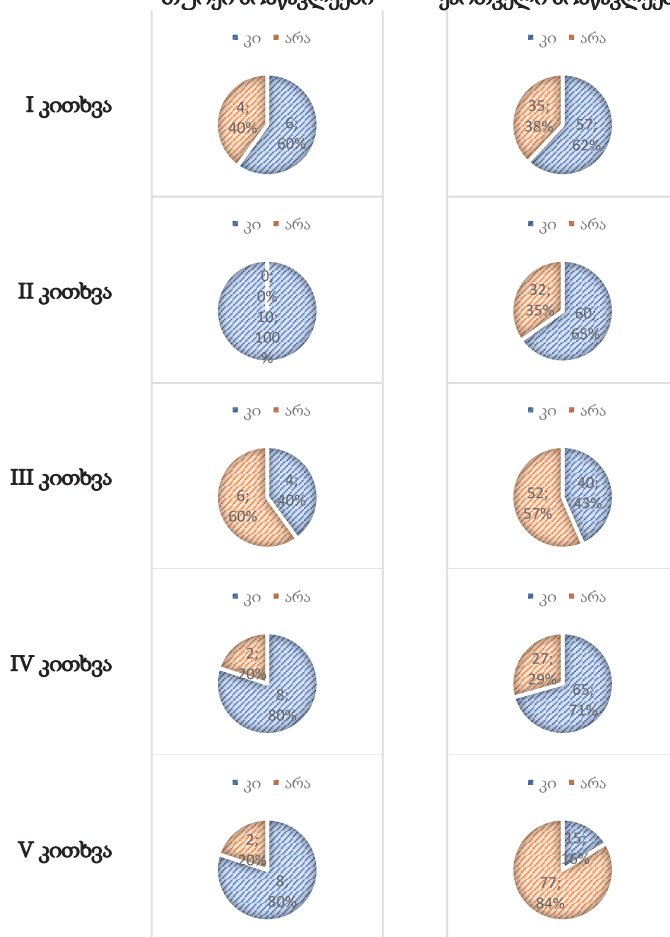 კი არა კი არა
I კითხვა
4; 40% 6; 60% 35; 38% 57; 62%
კი არა კი არა
II კითხვა
0; 0% 10; 100 % 32; 35% 60; 65%
კი არა კი არა
III კითხვა
6; 60% 4; 40% 52; 57% 40; 43%
კი არა კი არა
IV კითხვა
2; 20% 8; 80% 27; 29% 65; 71%
კი არა კი არა
V კითხვა
2; 20% 8; 80% 15; 16% 77; 84%